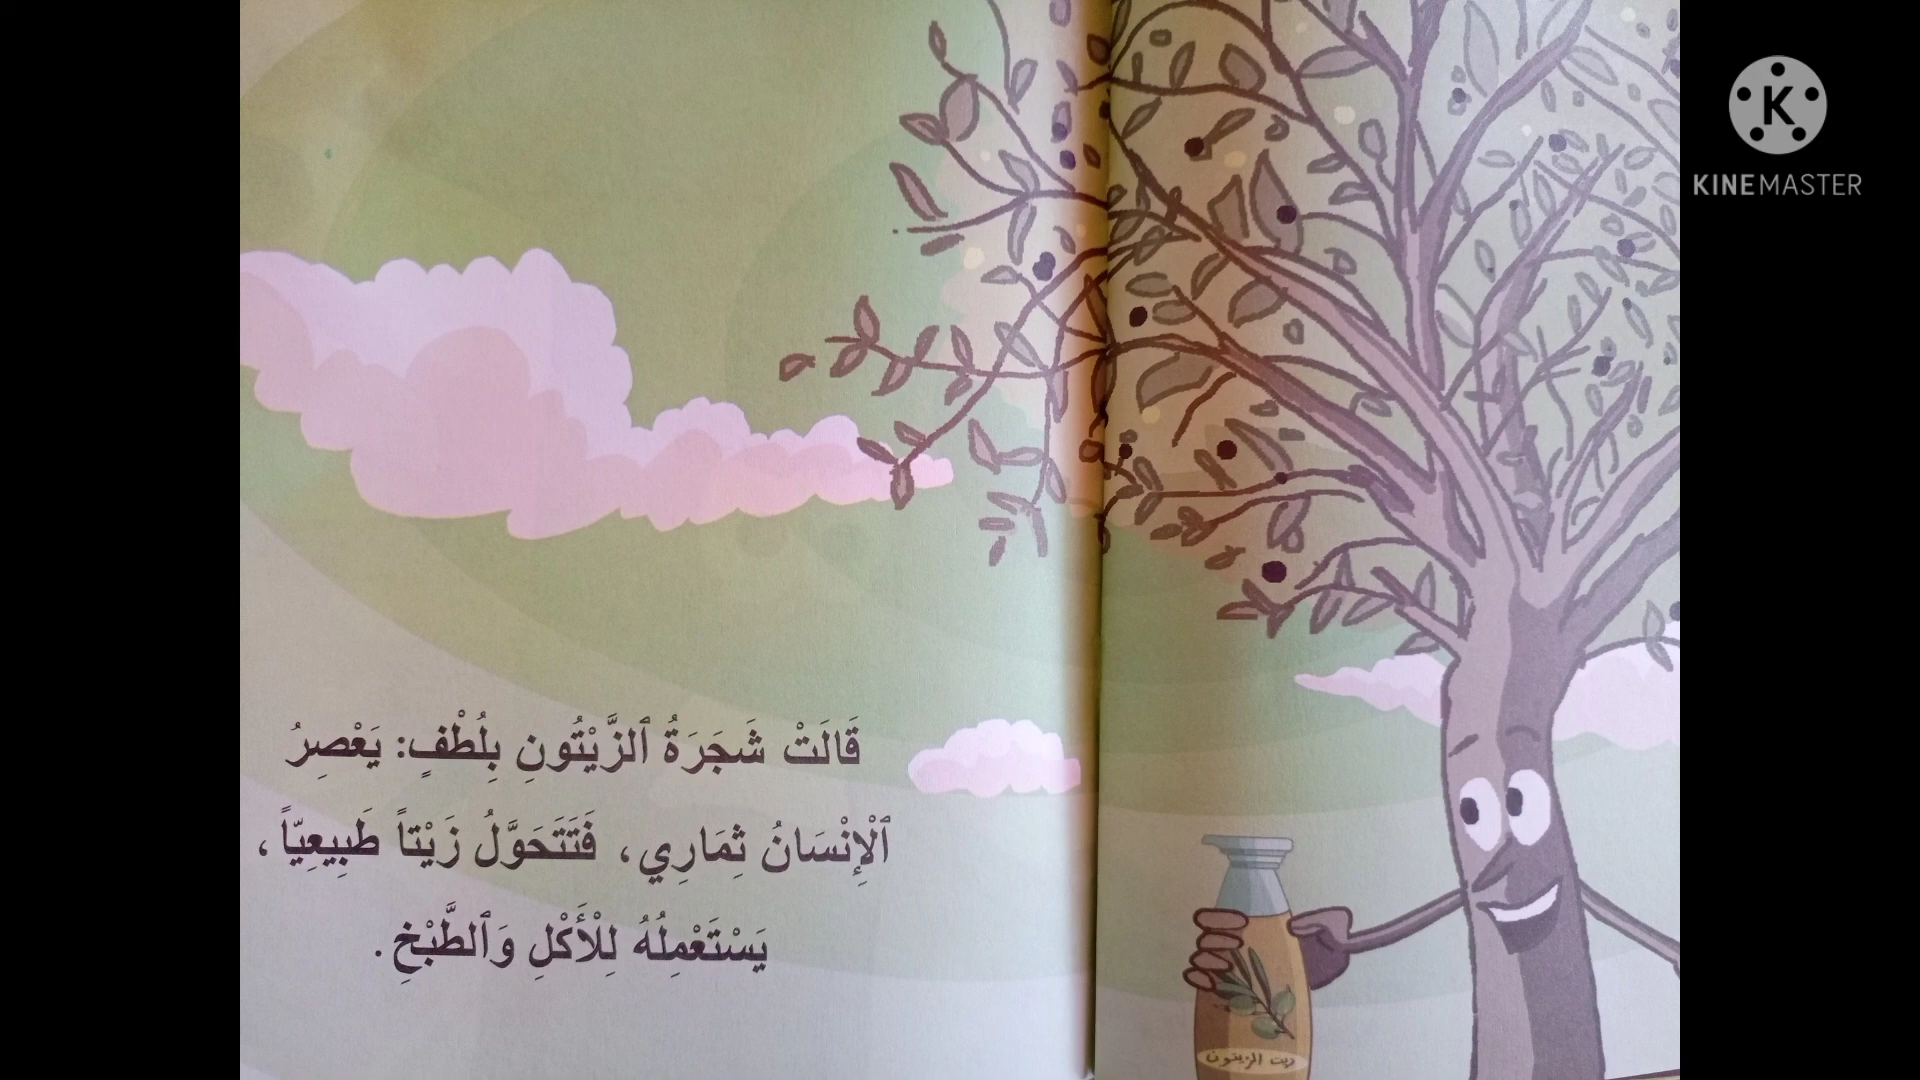 قَالَتْ شَجَرَةُ ٱلزَّيْتُونِ بِلُطْفٍ: يَعْصِرُ
ٱلْإِنْسَانُ ثِمَارِي، فَتَتَحَوَّلُ زَيْتاً طَبِيعِيّاً،
يَسْتَعْمِلُهُ لِلْأَكْلِ وَٱلطَّبْخِ.
زيت الزيتون
KINEMASTER